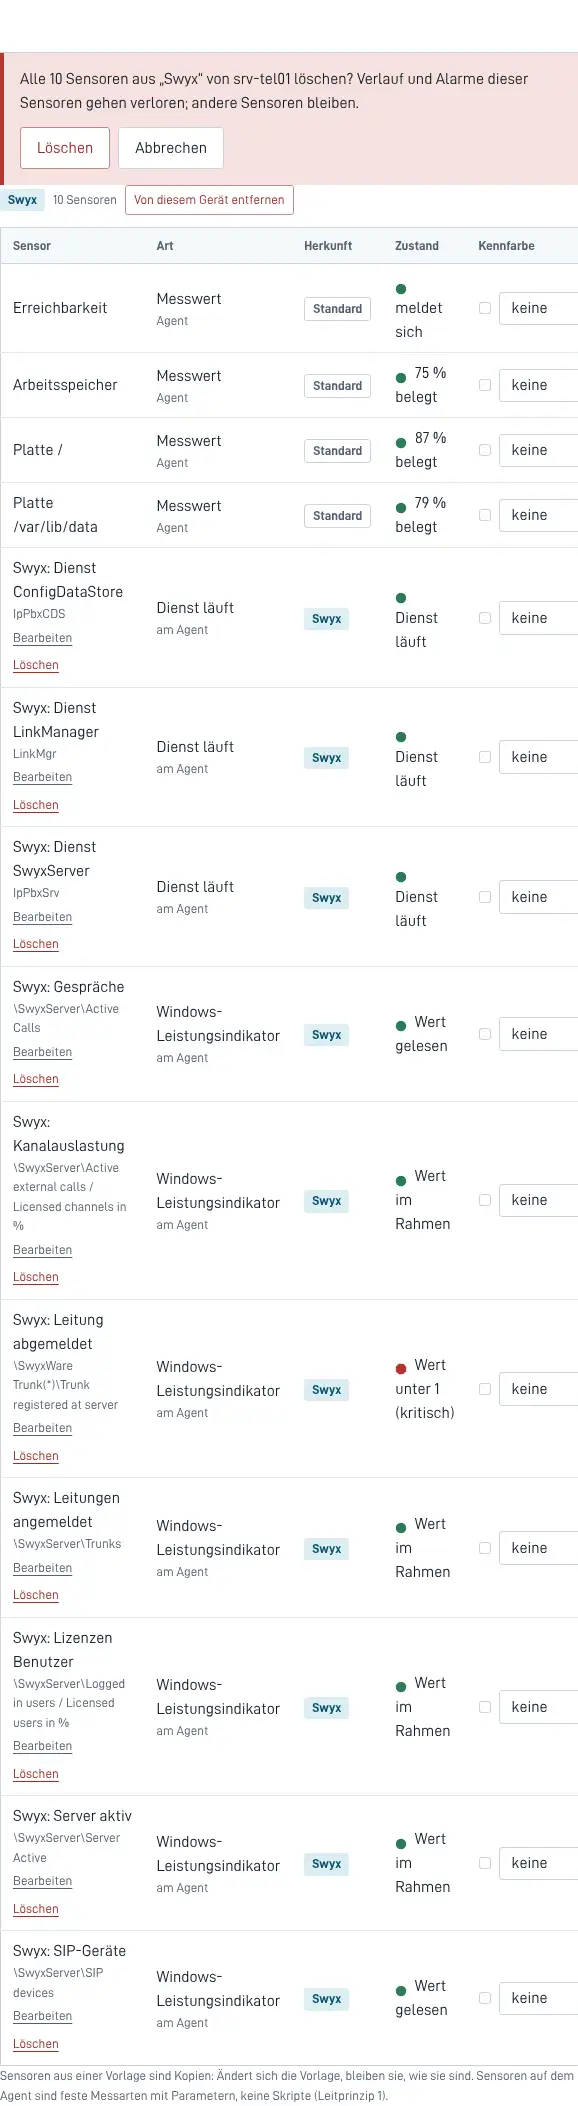 Alle 10 Sensoren aus „Swyx“ von srv-tel01 löschen? Verlauf und Alarme dieser
Sensoren gehen verloren; andere Sensoren bleiben.
Löschen Abbrechen
Swyx 10 Sensoren Von diesem Gerät entfernen
Sensor Art Herkunft Zustand Kennfarbe
Erreichbarkeit
Messwert
Agent
Standard
meldet
sich
keine
Arbeitsspeicher
Messwert
Agent
Standard
75 %
belegt
keine
Platte /
Messwert
Agent
Standard
87 %
belegt
keine
Platte
/var/lib/data
Messwert
Agent
Standard
79 %
belegt
keine
Swyx: Dienst
ConfigDataStore
IpPbxCDS
Bearbeiten
Löschen
Dienst läuft
am Agent
Swyx
Dienst
läuft
keine
Swyx: Dienst
LinkManager
LinkMgr
Bearbeiten
Löschen
Dienst läuft
am Agent
Swyx
Dienst
läuft
keine
Swyx: Dienst
SwyxServer
IpPbxSrv
Bearbeiten
Löschen
Dienst läuft
am Agent
Swyx
Dienst
läuft
keine
Swyx: Gespräche
\SwyxServer\Active
Calls
Bearbeiten
Löschen
Windows-
Leistungsindikator
am Agent
Swyx
Wert
gelesen
keine
Swyx:
Kanalauslastung
\SwyxServer\Active
external calls /
Licensed channels in
%
Bearbeiten
Löschen
Windows-
Leistungsindikator
am Agent
Swyx
Wert
im
Rahmen
keine
Swyx: Leitung
abgemeldet
\SwyxWare
Trunk(*)\Trunk
registered at server
Bearbeiten
Löschen
Windows-
Leistungsindikator
am Agent
Swyx
Wert
unter 1
(kritisch)
keine
Swyx: Leitungen
angemeldet
\SwyxServer\Trunks
Bearbeiten
Löschen
Windows-
Leistungsindikator
am Agent
Swyx
Wert
im
Rahmen
keine
Swyx: Lizenzen
Benutzer
\SwyxServer\Logged
in users / Licensed
users in %
Bearbeiten
Löschen
Windows-
Leistungsindikator
am Agent
Swyx
Wert
im
Rahmen
keine
Swyx: Server aktiv
\SwyxServer\Server
Active
Bearbeiten
Löschen
Windows-
Leistungsindikator
am Agent
Swyx
Wert
im
Rahmen
keine
Swyx: SIP-Geräte
\SwyxServer\SIP
devices
Bearbeiten
Löschen
Windows-
Leistungsindikator
am Agent
Swyx
Wert
gelesen
keine
Sensoren aus einer Vorlage sind Kopien: Ändert sich die Vorlage, bleiben sie, wie sie sind. Sensoren auf dem
Agent sind feste Messarten mit Parametern, keine Skripte (Leitprinzip 1).